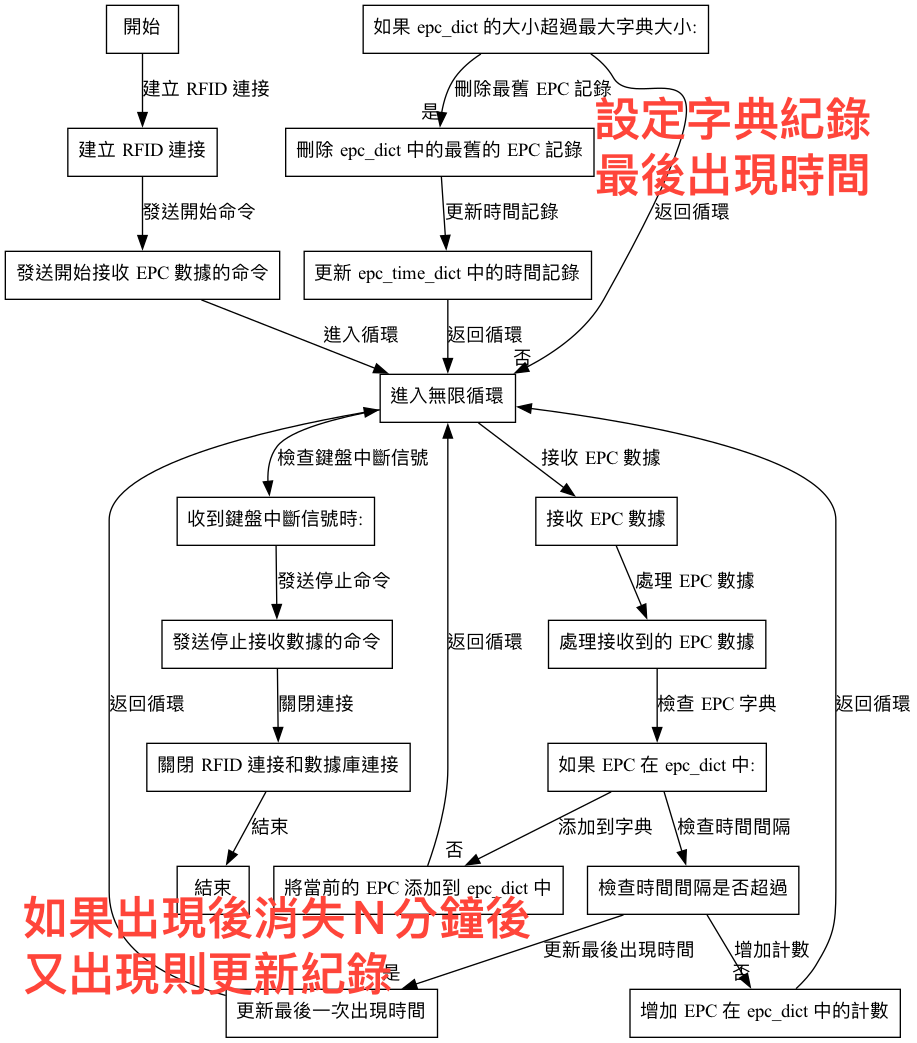 開始
如果 epc_dict 的大小超過最大字典大小:
建立 RFID 連接
刪除最舊 EPC 記錄
是
設定字典紀錄
最後出現時間
建立 RFID 連接
刪除 epc_dict 中的最舊的 EPC 記錄
發送開始命令
更新時間記錄
返回循環
發送開始接收 EPC 數據的命令
更新 epc_time_dict 中的時間記錄
進入循環
返回循環
否
進入無限循環
檢查鍵盤中斷信號
接收 EPC 數據
收到鍵盤中斷信號時:
接收 EPC 數據
發送停止命令
處理 EPC 數據
發送停止接收數據的命令
返回循環
處理接收到的 EPC 數據
返回循環
關閉連接
檢查 EPC 字典
返回循環
關閉 RFID 連接和數據庫連接
如果 EPC 在 epc_dict 中:
結束
添加到字典
檢查時間間隔
否
結束
將當前的 EPC 添加到 epc_dict 中
檢查時間間隔是否超過
如果出現後消失N分鐘後
又出現則更新紀錄
更新最後出現時間
增加計數
是
否
更新最後一次出現時間
增加 EPC 在 epc_dict 中的計數